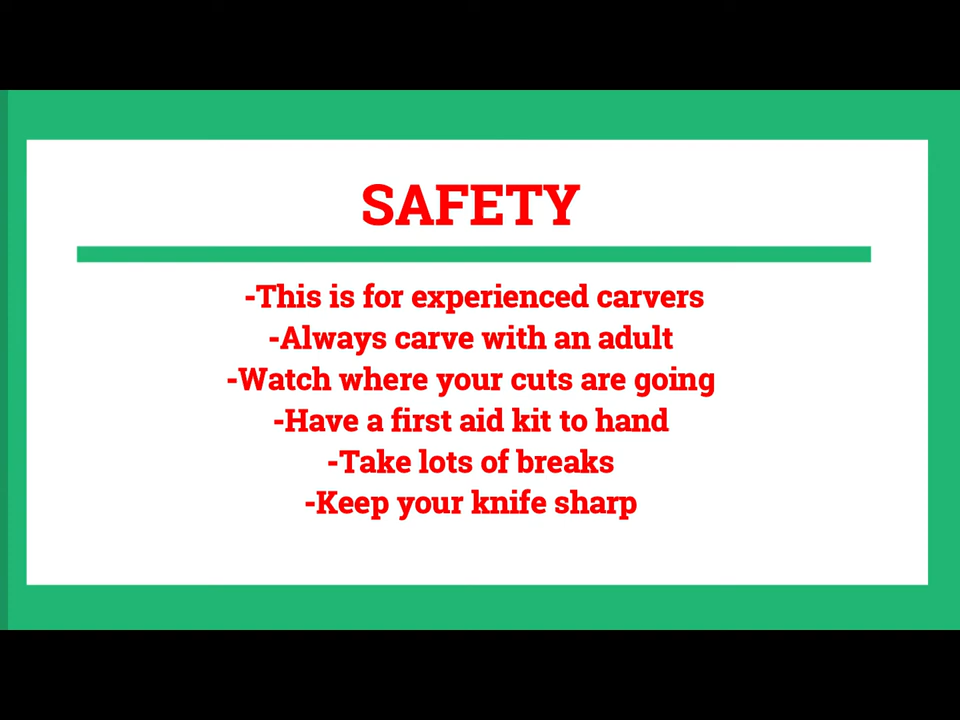 SAFETY
-This is for experienced carvers
-Always carve with an adult
-Watch where your cuts are going
-Have a first aid kit to hand
-Take lots of breaks
-Keep your knife sharp